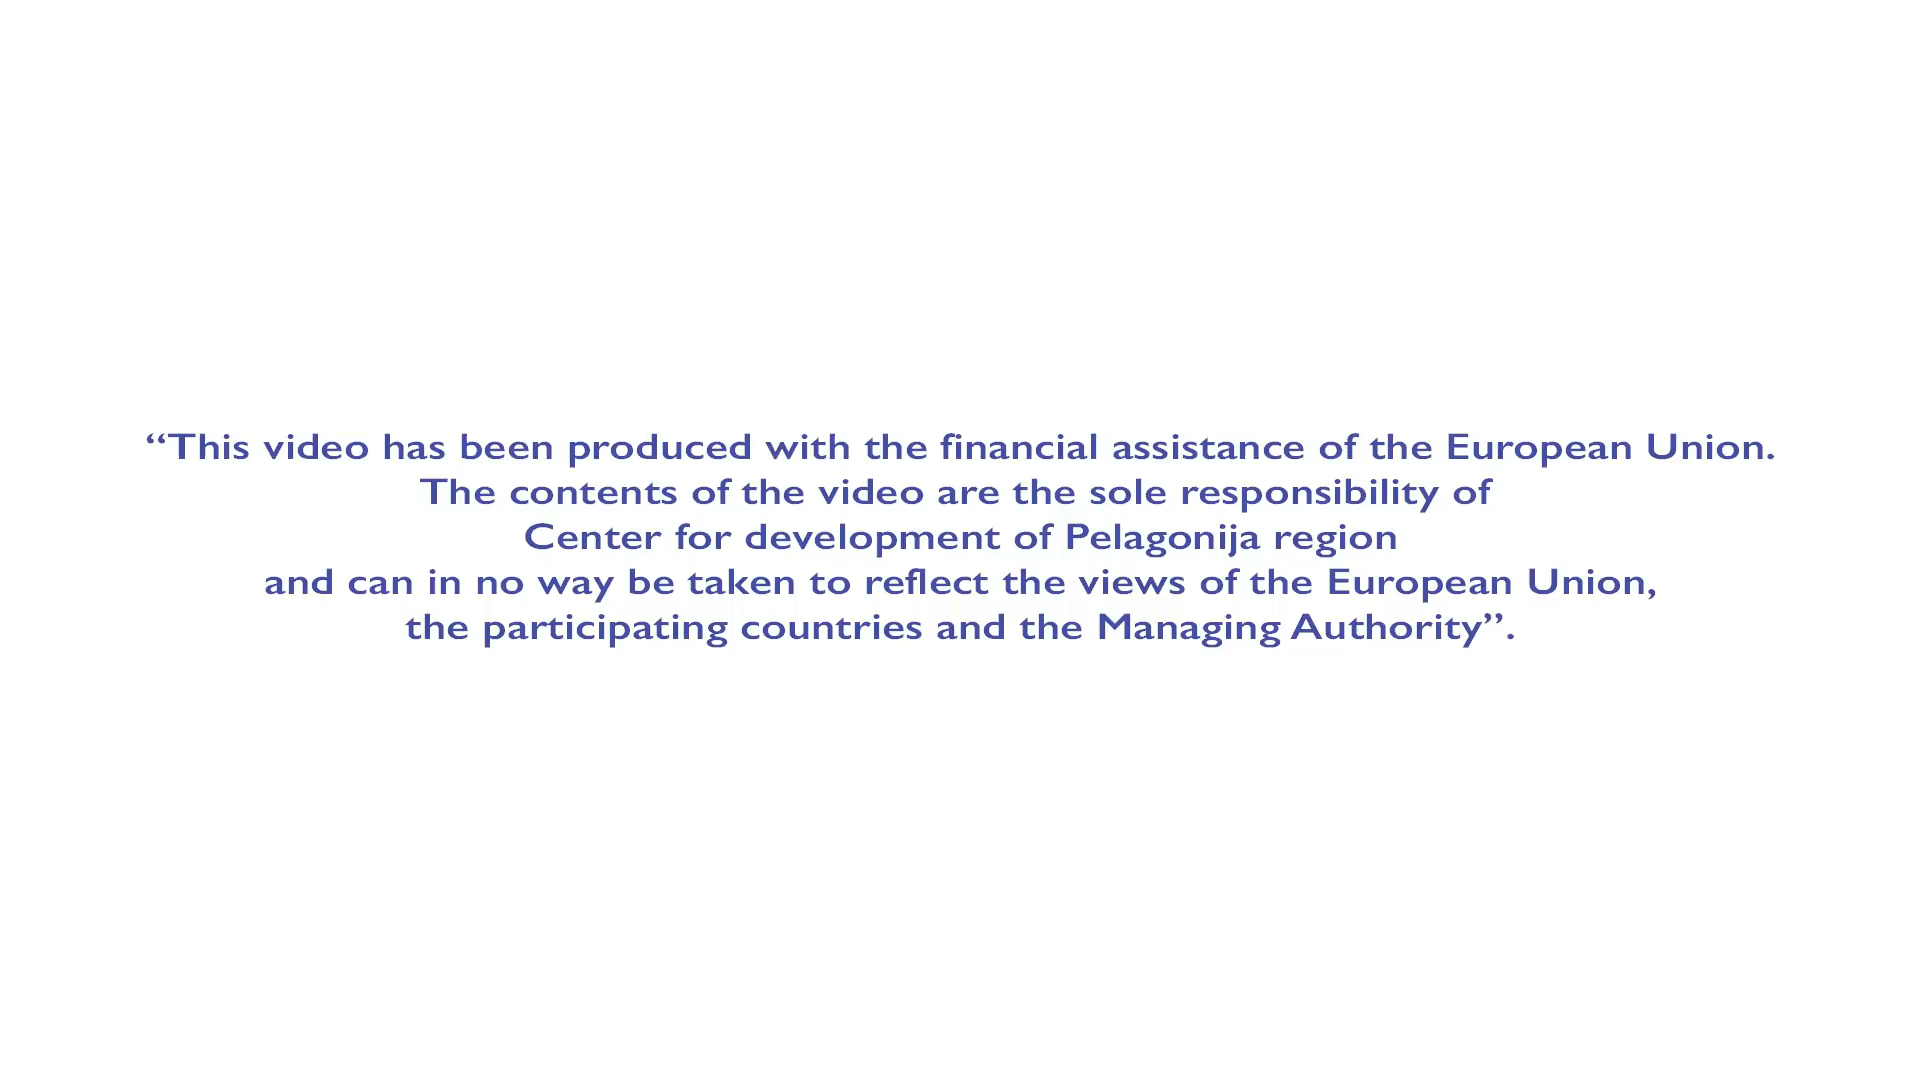 “This video has been produced with the financial assistance of the European Union.
The contents of the video are the sole responsibility of
Center for development of Pelagonija region
and can in no way be taken to reflect the views of the European Union,
the participating countries and the Managing Authority”.